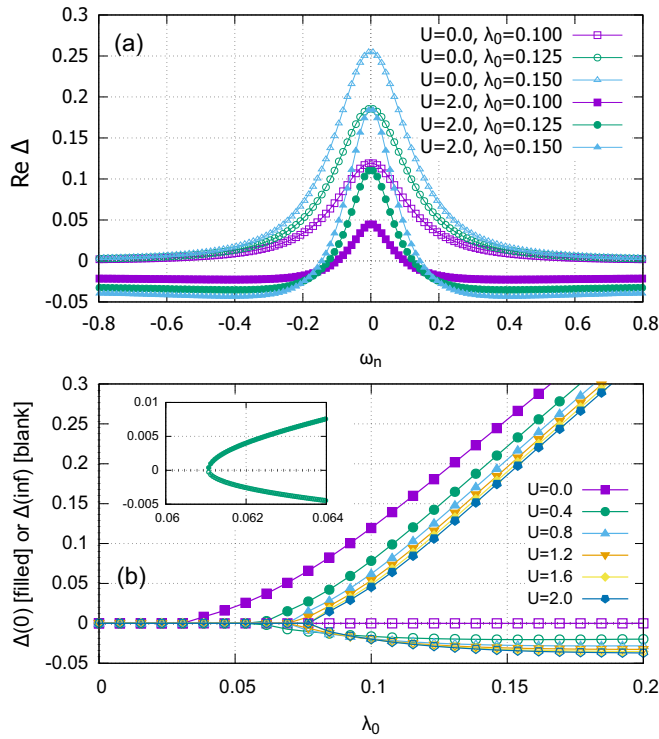 (a)
U=0.0, λ0=0.100
U=0.0, λ0=0.125
U=0.0, λ0=0.150
U=2.0, λ0=0.100
U=2.0, λ0=0.125
U=2.0, λ0=0.150
Re Δ
0.3
0.25
0.2
0.15
0.1
0.05
0
-0.05
-0.8 -0.6 -0.4 -0.2 0 0.2 0.4 0.6 0.8
ωn
(b)
Δ(0) [filled] or Δ(inf) [blank]
0.3
0.25
0.2
0.15
0.1
0.05
0
-0.05
0.01
0.005
0
-0.005
0.06 0.062 0.064
U=0.0
U=0.4
U=0.8
U=1.2
U=1.6
U=2.0
0 0.05 0.1 0.15 0.2
λ0